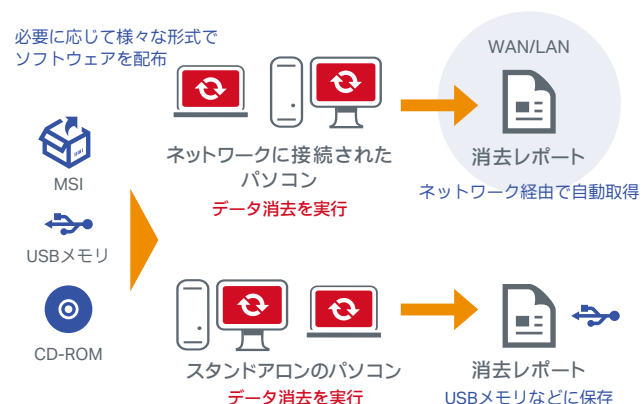 必要に応じて様々な形式で
ソフトウェアを配布
MSI
USBメモリ
CD-ROM
ネットワークに接続された
パソコン
データ消去を実行
WAN/LAN
消去レポート
ネットワーク経由で自動取得
スタンドアロンのパソコン
データ消去を実行
消去レポート
USBメモリなどに保存